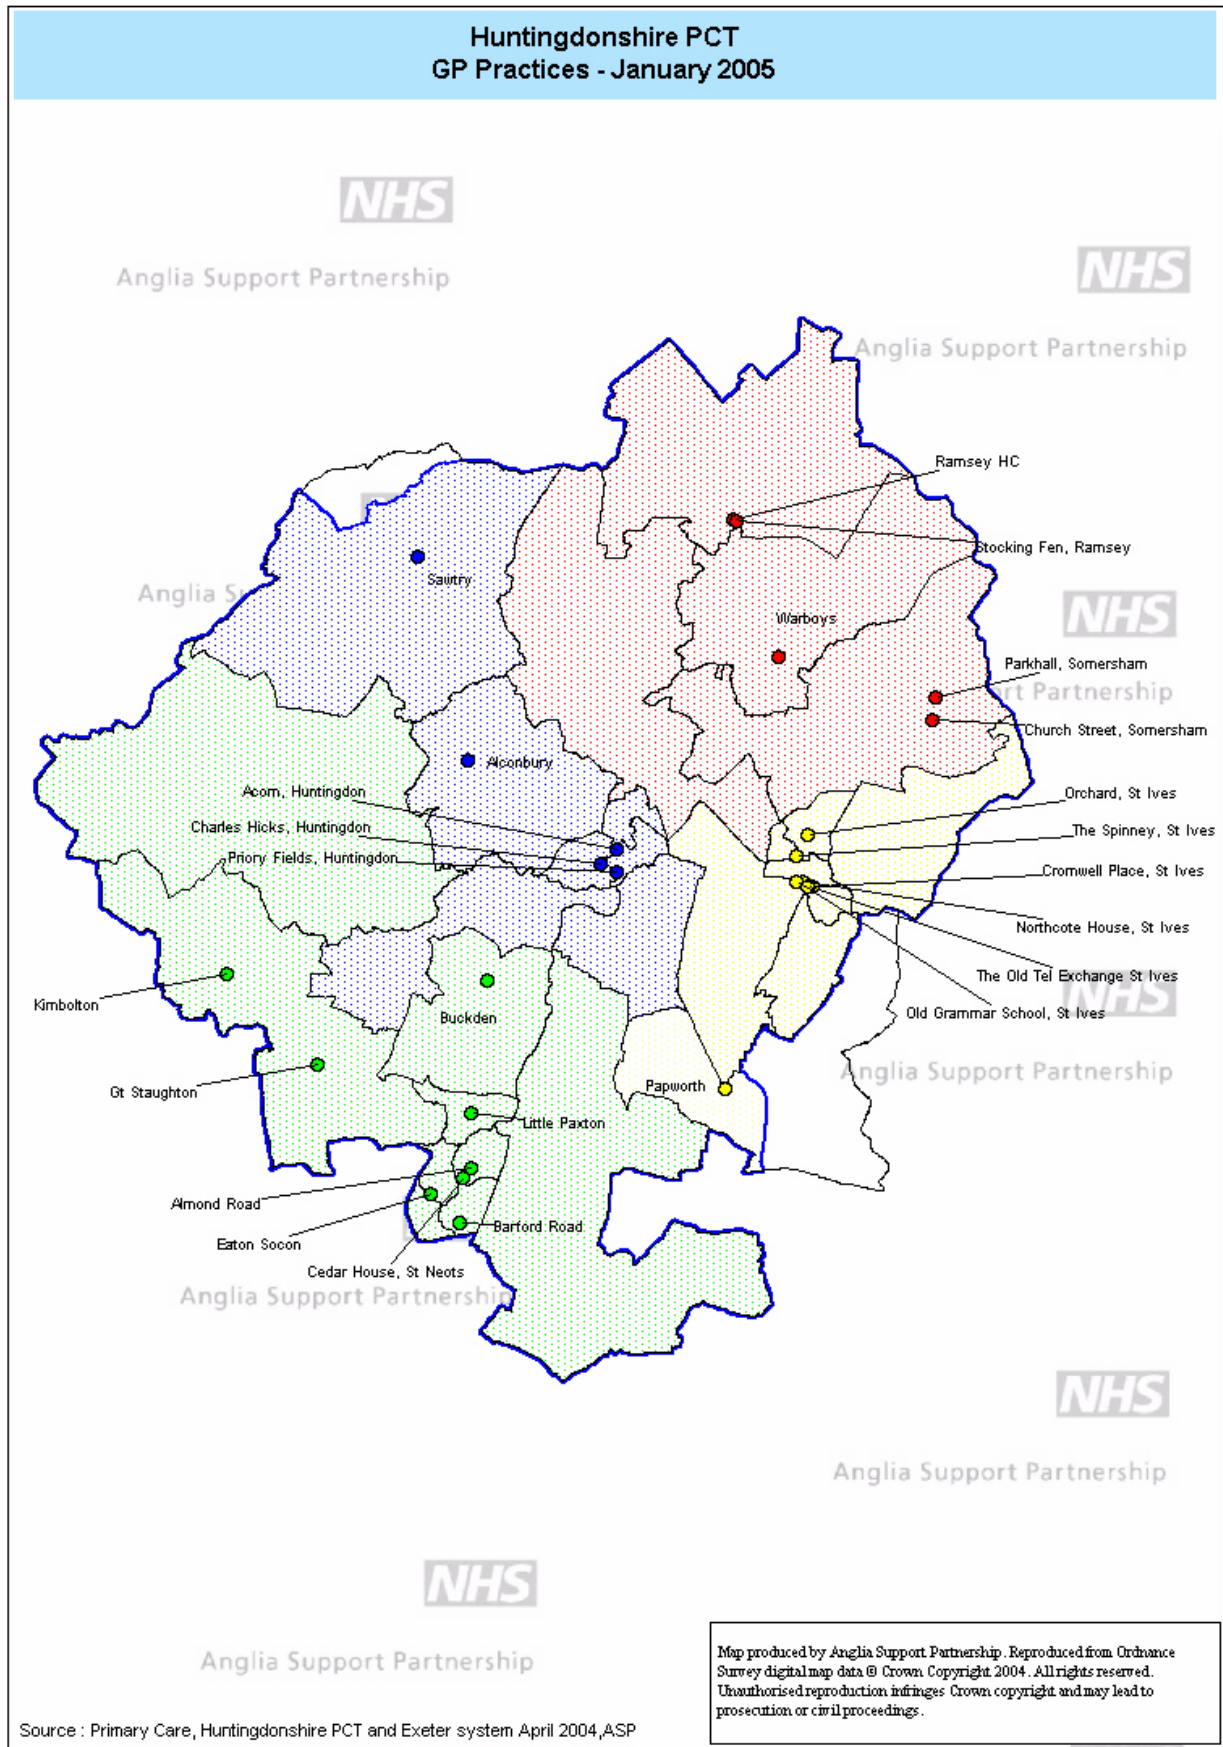 Huntingdonshire PCT
GP Practices - January 2005
NHS
Anglia Support Partnership
NHS
Anglia Support Partnership
Ramsey HC
Stocking Fen, Ramsey
Sawtry
Anglia
Warboys
NHS
Parkhall, Somersham
Partnership
Church Street, Somersham
Alconbury
Acorn, Huntingdon
Orchard, St Ives
Charles Hicks, Huntingdon
The Spinney, St Ives
Priory Fields, Huntingdon
Cromwell Place, St Ives
Northcote House, St Ives
The Old Tel Exchange St Ives
Kimbolton
NHS
Buckden
Old Grammar School, St Ives
Anglia Support Partnership
Gt Staughton
Papworth
Little Paxton
Almond Road
Barford Road
Eaton Socon
Cedar House, St Neots
Anglia Support Partnership
NHS
Anglia Support Partnership
NHS
Anglia Support Partnership
Map produced by Anglia Support Partnership. Reproduced from Ordnance
Survey digital map data © Crown Copyright 2004. All rights reserved.
Unauthorised reproduction infringes Crown copyright and may lead to
prosecution or civil proceedings.
Source : Primary Care, Huntingdonshire PCT and Exeter system April 2004,ASP